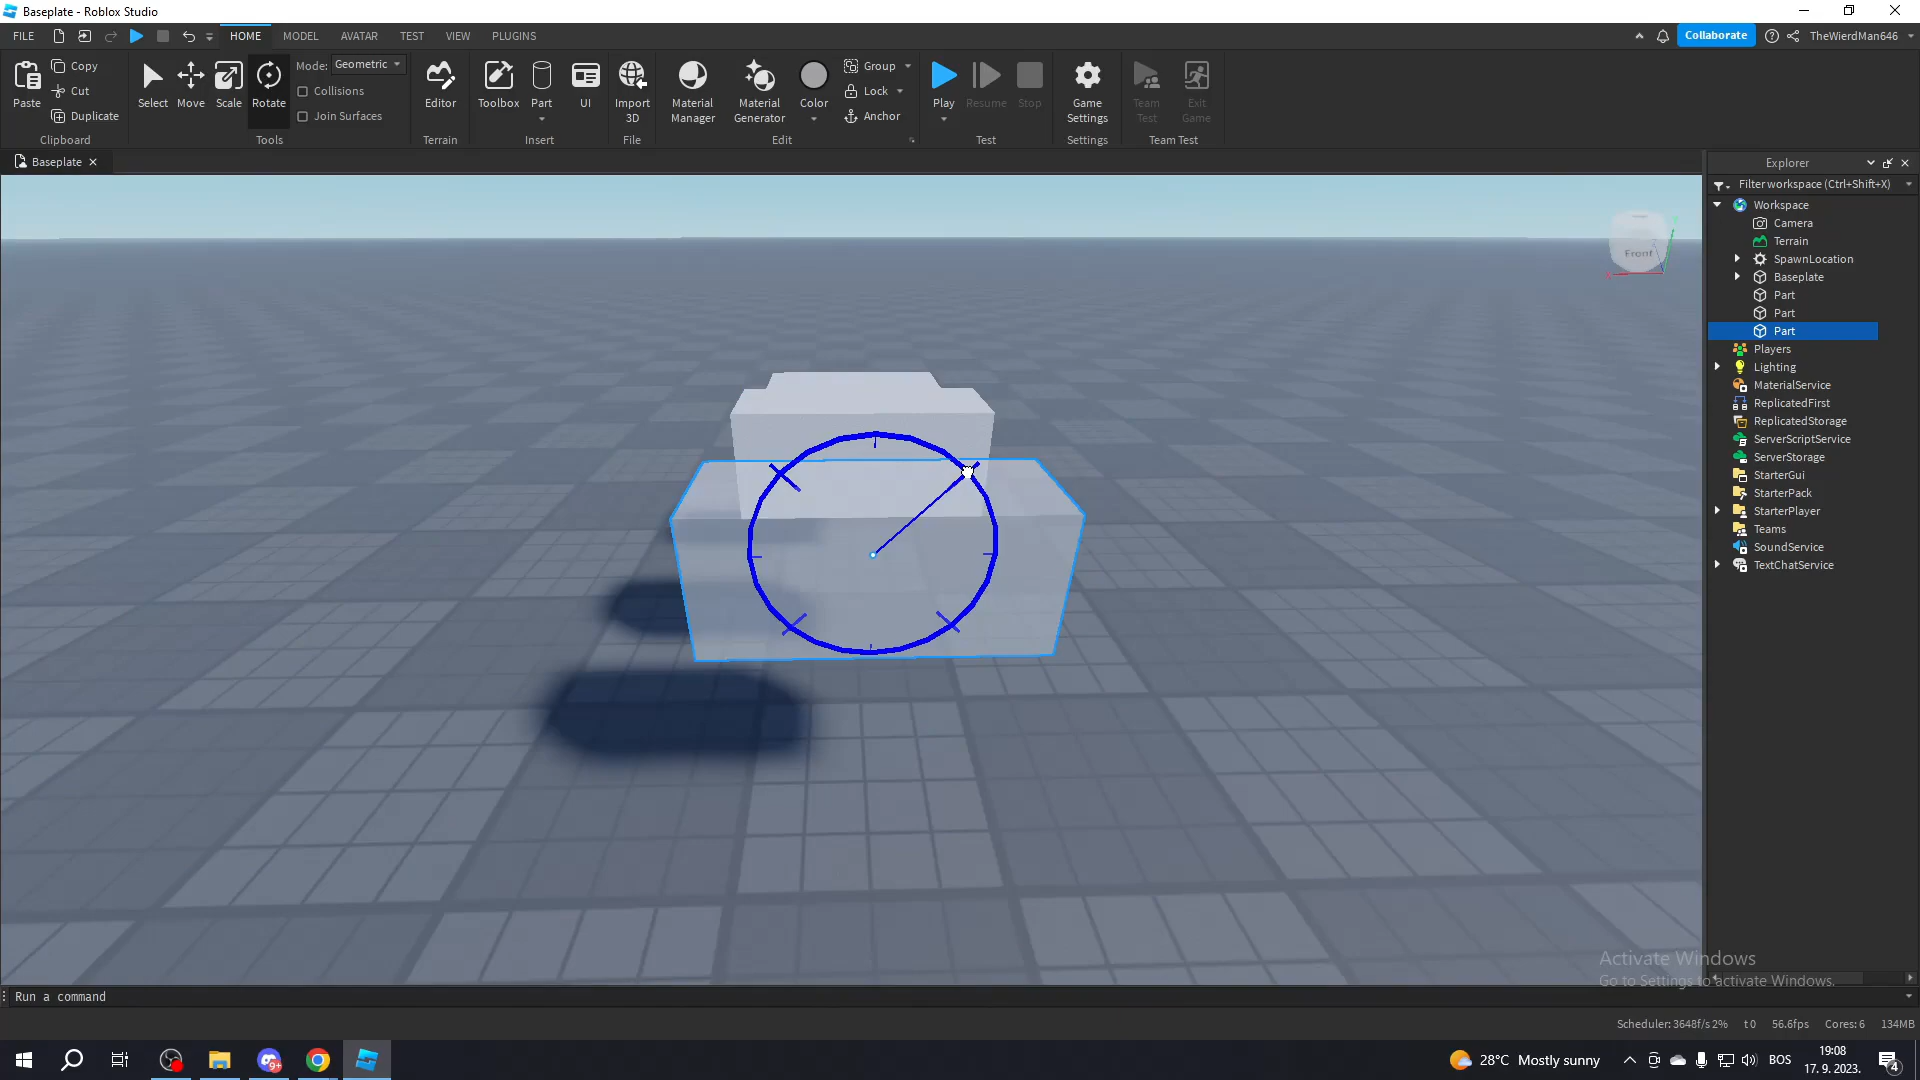 Baseplate - Roblox Studio
FILE HOME MODEL AVATAR TEST VIEW PLUGINS Collaborate TheWierdMan646
Paste Copy Cut Duplicate Clipboard
Select Move Scale Rotate Mode: Geometric Collisions Join Surfaces Tools
Editor Terrain
Toolbox Part UI Insert
Import 3D File
Material Manager Material Generator Color Group Lock Anchor Edit
Play Resume Stop Test
Game Settings Settings
Team Test Exit Game Team Test
Baseplate
Front
Explorer
Filter workspace (Ctrl+Shift+X)
Workspace
Camera
Terrain
SpawnLocation
Baseplate
Part
Part
Part
Players
Lighting
MaterialService
ReplicatedFirst
ReplicatedStorage
ServerScriptService
ServerStorage
StarterGui
StarterPack
StarterPlayer
Teams
SoundService
TextChatService
Activate Windows
Go to Settings to activate Windows.
Run a command
Scheduler: 3648f/s 2% t 0 56.6fps Cores: 6 134MB
9+ 28°C Mostly sunny BOS 19:08
17. 9. 2023. 4